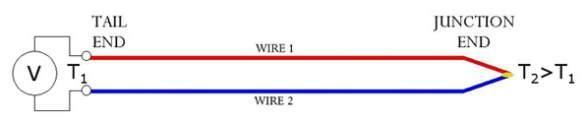 TAIL
END
JUNCTION
END
WIRE 1
V
T₁
T₂>T₁
WIRE 2